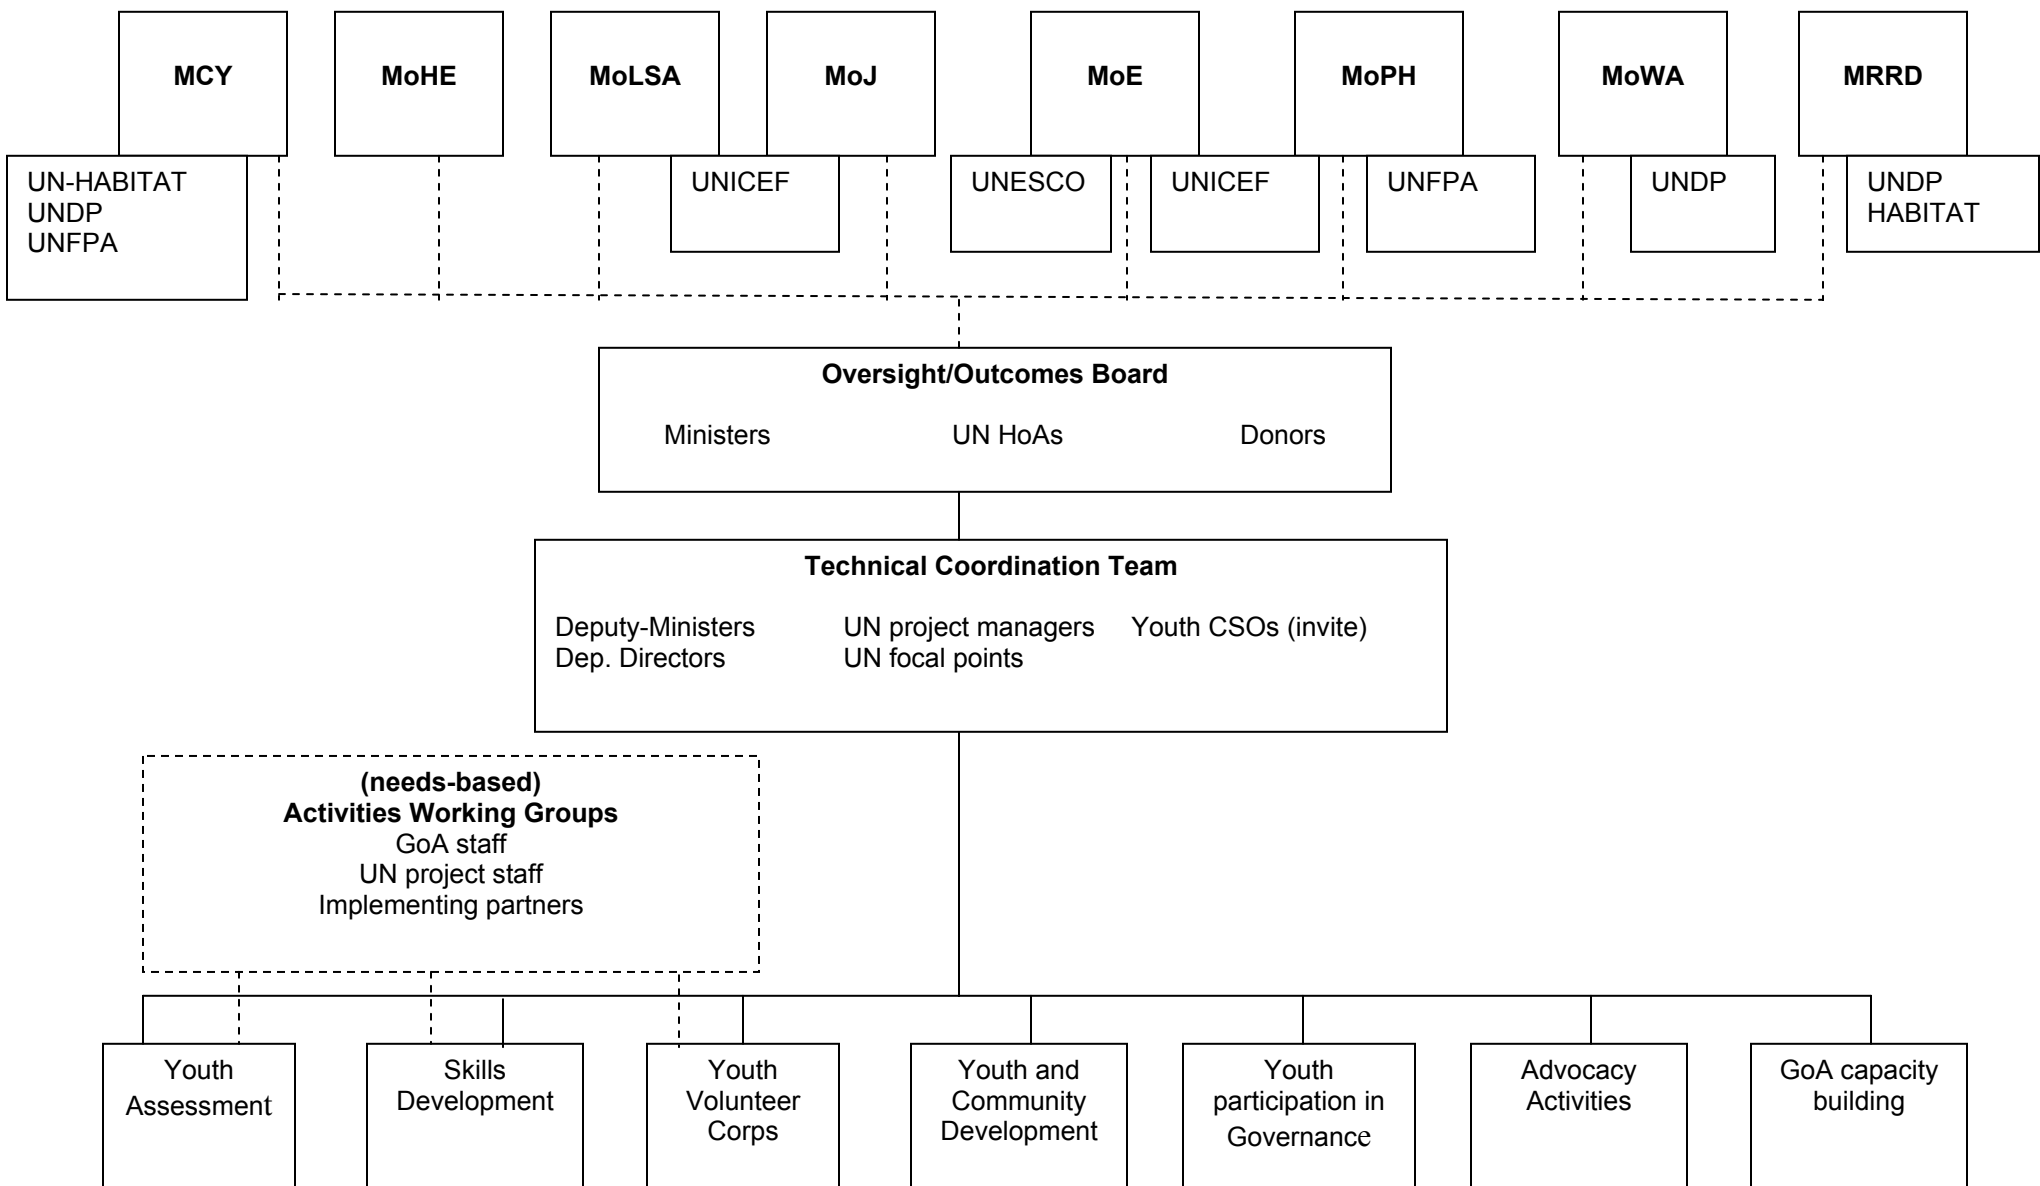 MCY
MoHE
MoLSA
MoJ
MoE
MoPH
MoWA
MRRD
UN-HABITAT
UNDP
UNFPA
UNICEF
UNESCO
UNICEF
UNFPA
UNDP
UNDP
HABITAT
Oversight/Outcomes Board
Ministers UN HoAs Donors
Technical Coordination Team
Deputy-Ministers UN project managers Youth CSOs (invite)
Dep. Directors UN focal points
(needs-based)
Activities Working Groups
GoA staff
UN project staff
Implementing partners
Youth
Assessment
Skills
Development
Youth
Volunteer
Corps
Youth and
Community
Development
Youth
participation in
Governance
Advocacy
Activities
GoA capacity
building